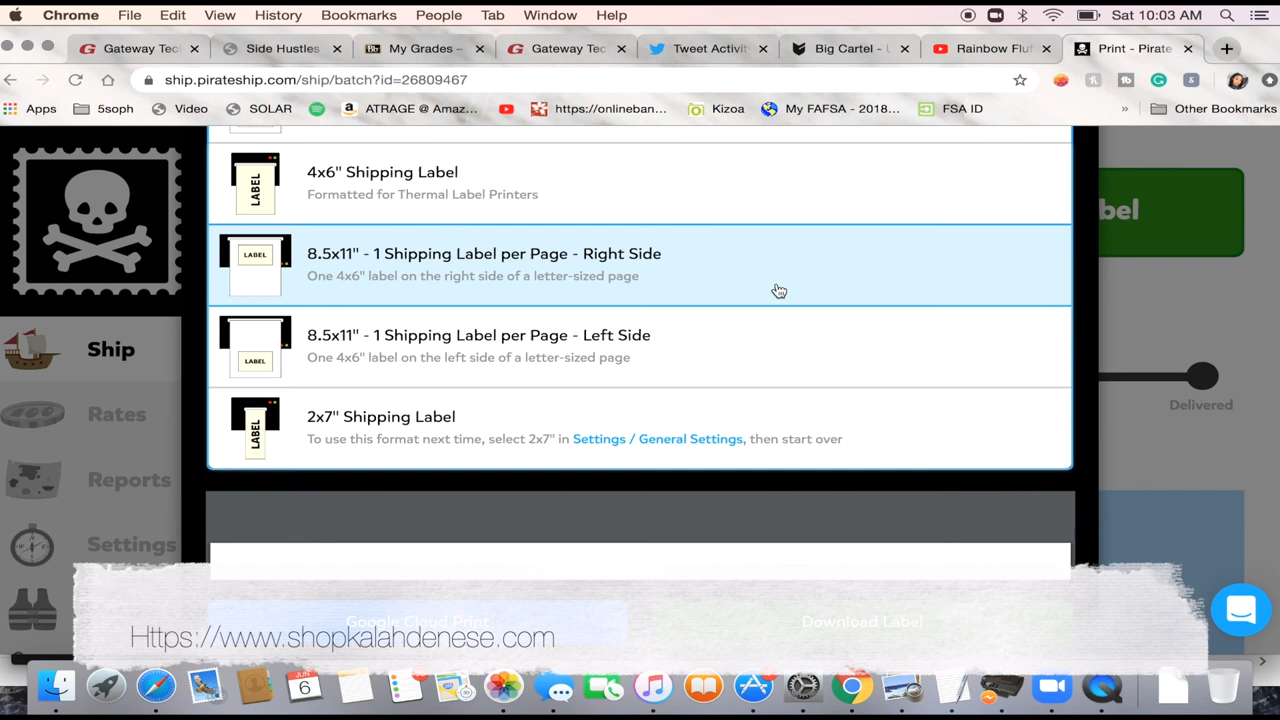 Chrome File Edit View History Bookmarks People Tab Window Help Sat 10:03 AM
Gateway Tec Side Hustles My Grades – Gateway Tec Tweet Activit Big Cartel - U Rainbow Fluf Print - Pirate
ship.pirateship.com/ship/batch?id=26809467
Apps 5soph Video SOLAR ATRAGE @ Amaz... https://onlineban... Kizoa My FAFSA - 2018... FSA ID » Other Bookmarks
4x6" Shipping Label
LABEL
Formatted for Thermal Label Printers
bel
8.5x11" - 1 Shipping Label per Page - Right Side
LABEL
One 4x6" label on the right side of a letter-sized page
8.5x11" - 1 Shipping Label per Page - Left Side
LABEL
One 4x6" label on the left side of a letter-sized page
2x7" Shipping Label
LABEL
To use this format next time, select 2x7" in Settings / General Settings, then start over
Ship
Rates
Reports
Settings
Delivered
Google Cloud Print Download Label
Https://www.shopkalahdenese.com
JUN
6